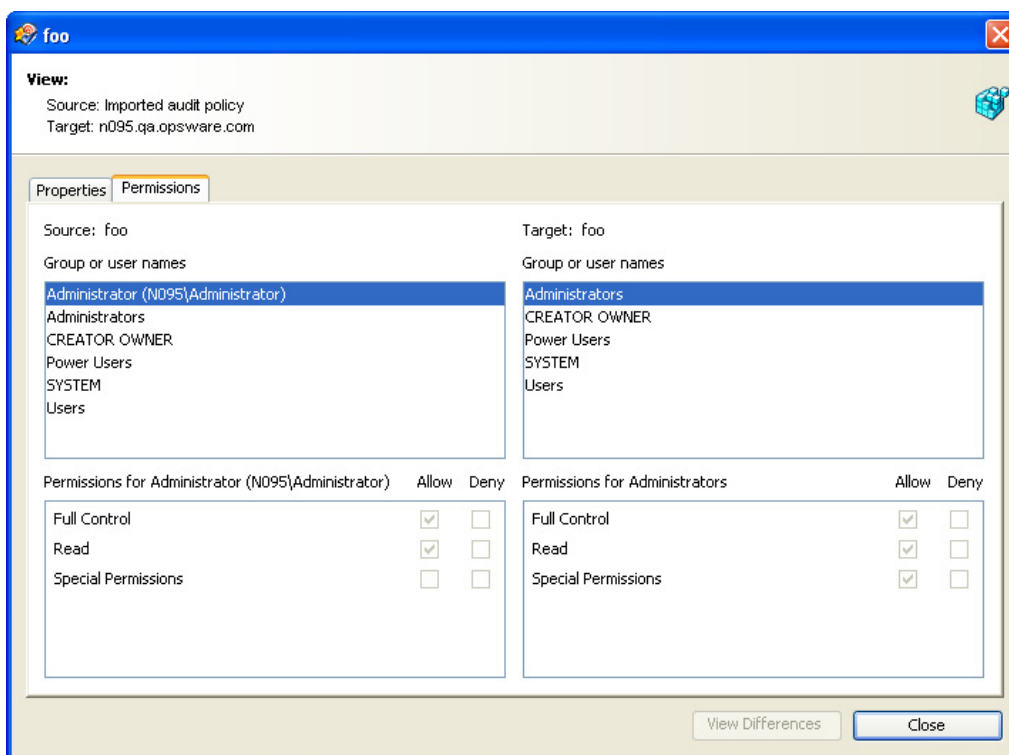 foo
View:
Source: Imported audit policy
Target: n095.qa.opsware.com
Properties Permissions
Source: foo
Group or user names
Administrator (N095\Administrator)
Administrators
CREATOR OWNER
Power Users
SYSTEM
Users
Permissions for Administrator (N095\Administrator) Allow Deny
Full Control
Read
Special Permissions
Target: foo
Group or user names
Administrators
CREATOR OWNER
Power Users
SYSTEM
Users
Permissions for Administrators Allow Deny
Full Control
Read
Special Permissions
View Differences Close